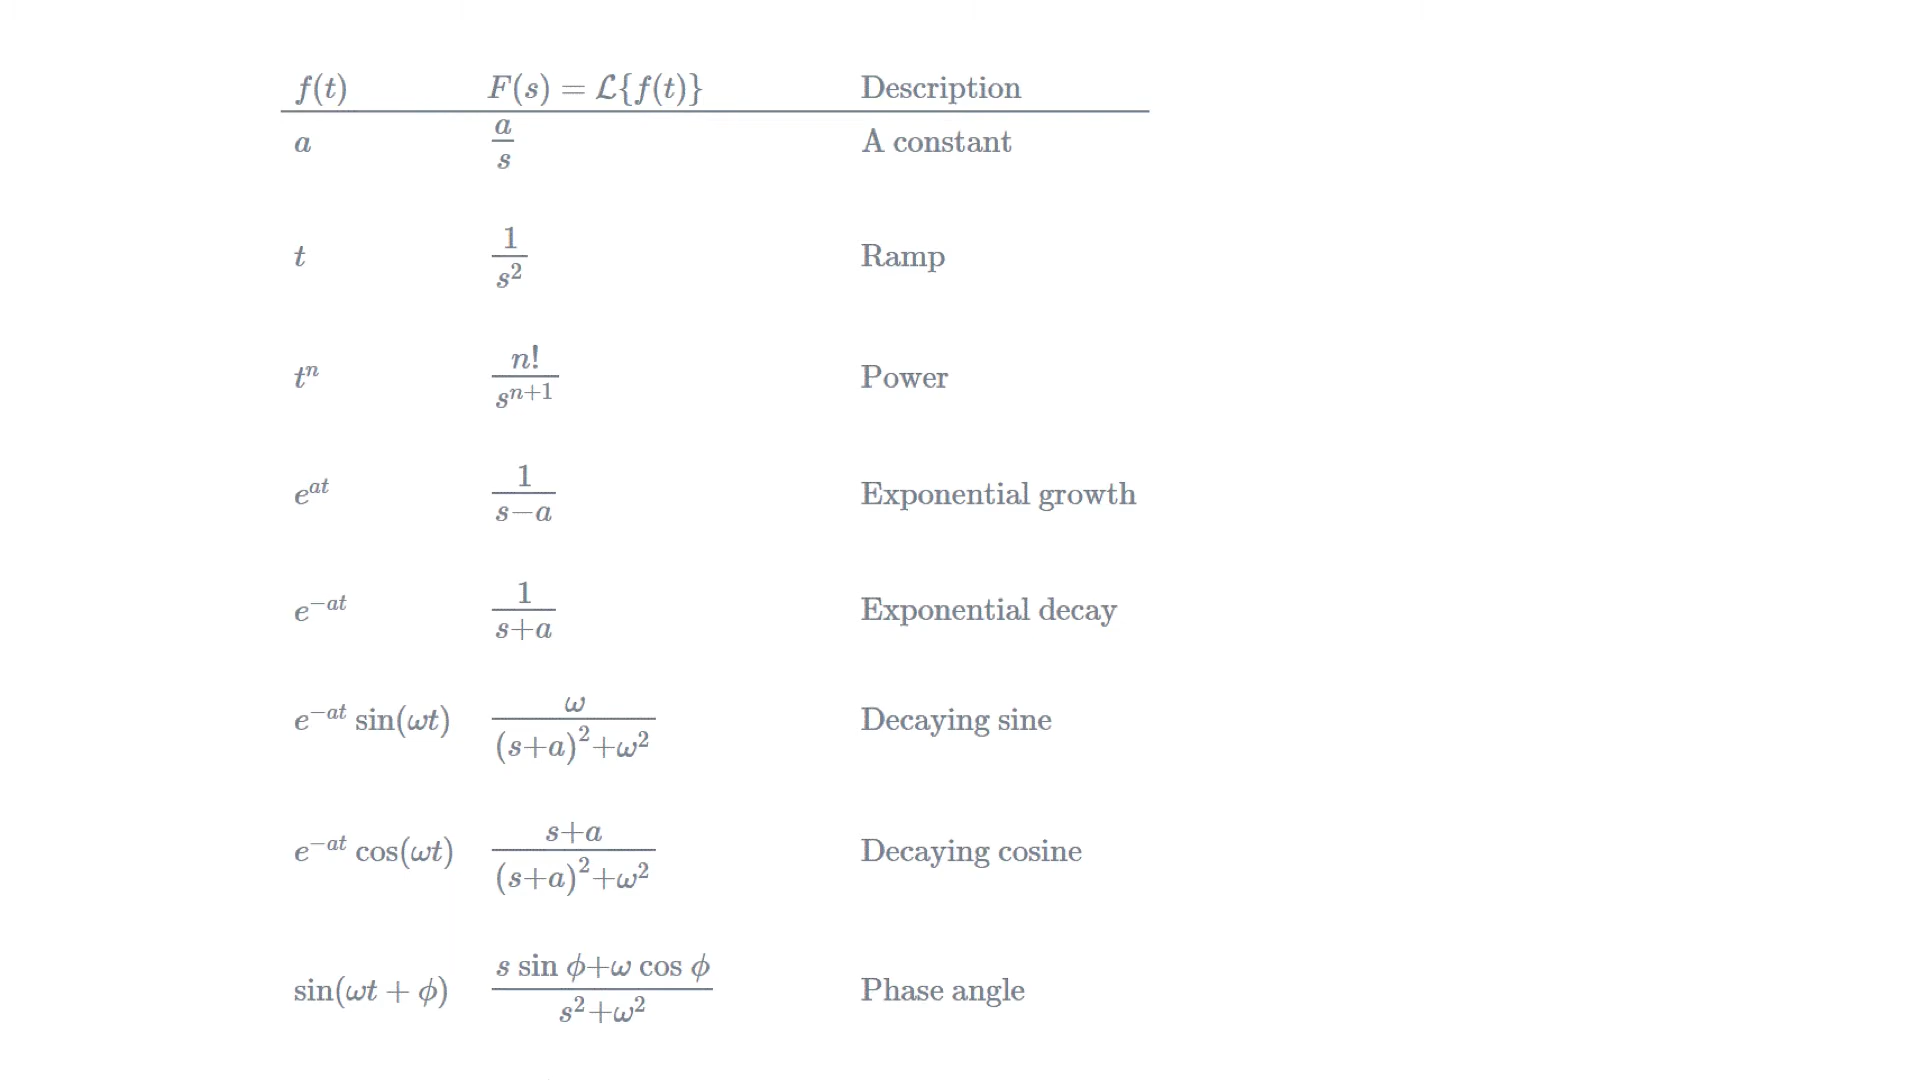 f(t) F(s) = ℒ{f(t)} Description
a a/s A constant
t 1/s² Ramp
tⁿ n!/sⁿ⁺¹ Power
eᵃᵗ 1/(s−a) Exponential growth
e⁻ᵃᵗ 1/(s+a) Exponential decay
e⁻ᵃᵗ sin(ωt) ω/((s+a)²+ω²) Decaying sine
e⁻ᵃᵗ cos(ωt) (s+a)/((s+a)²+ω²) Decaying cosine
sin(ωt + ϕ) (s sin ϕ+ω cos ϕ)/(s²+ω²) Phase angle